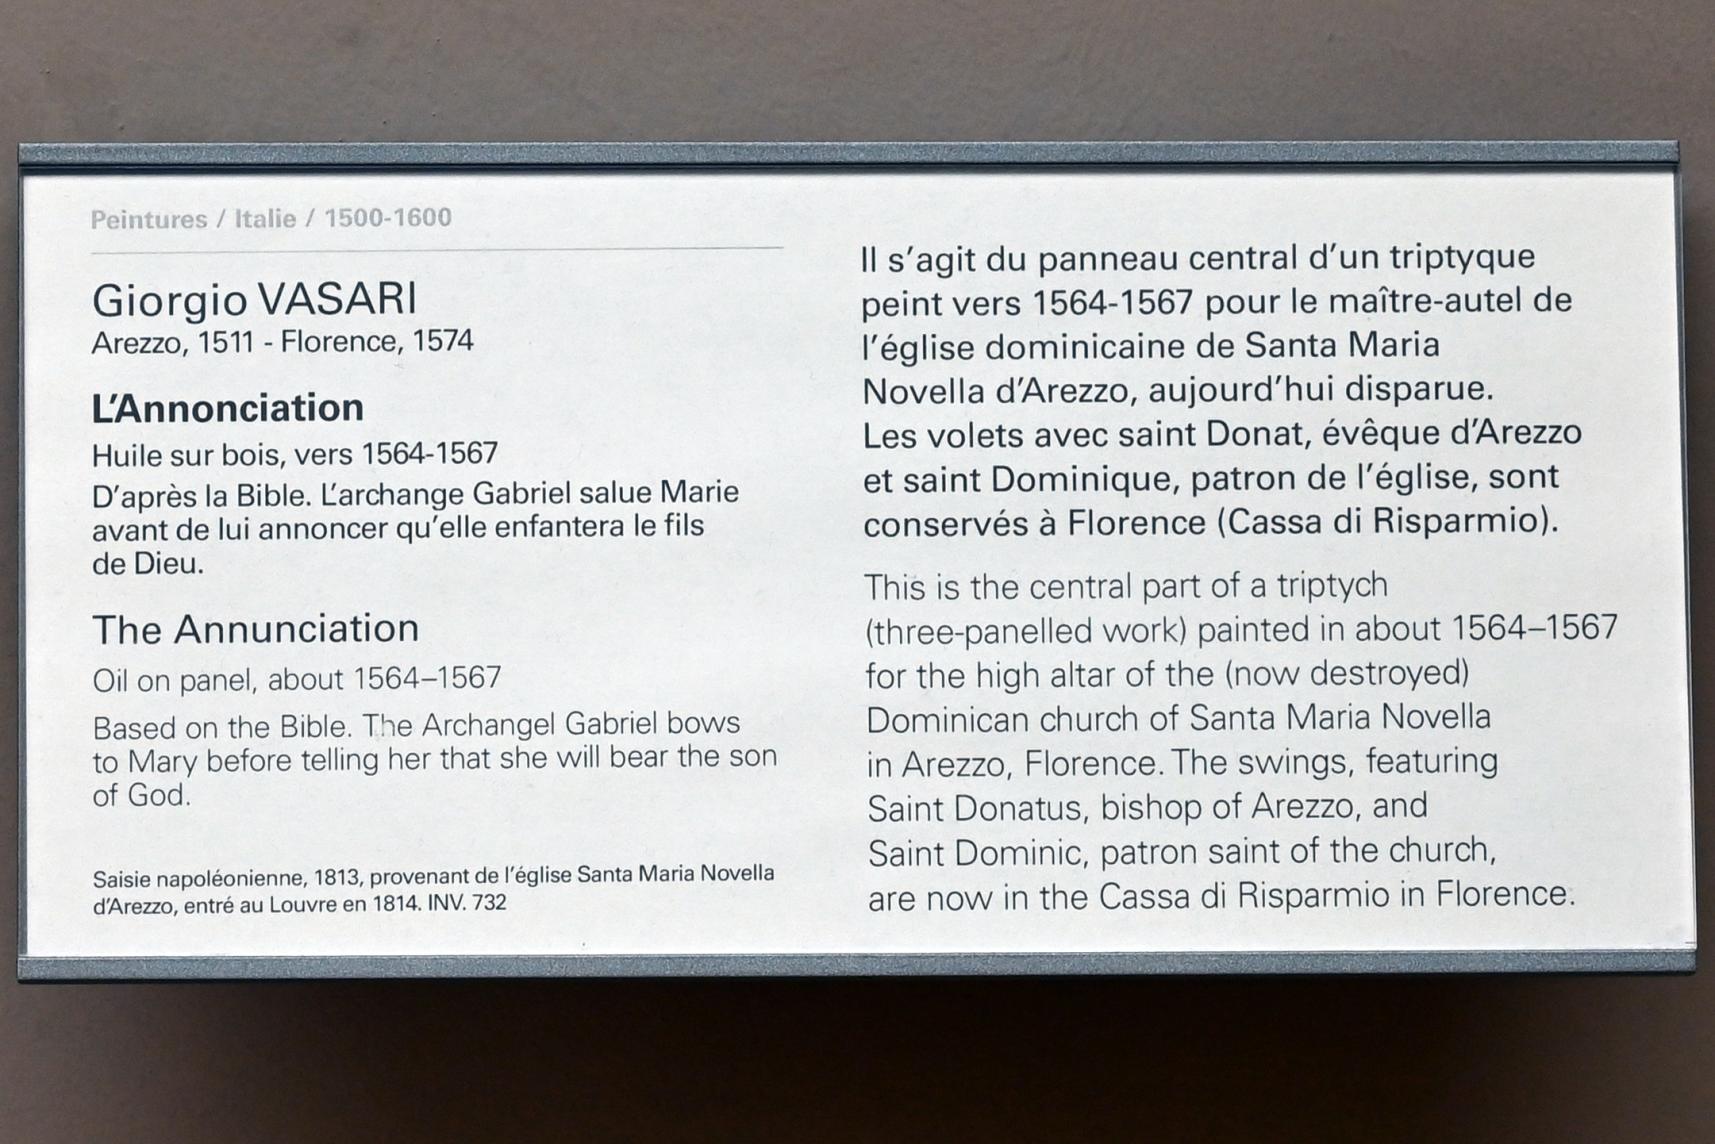 Peintures / Italie / 1500-1600
Giorgio VASARI
Arezzo, 1511 - Florence, 1574
L'Annonciation
Huile sur bois, vers 1564-1567
D'après la Bible. L'archange Gabriel salue Marie
avant de lui annoncer qu'elle enfantera le fils
de Dieu.
The Annunciation
Oil on panel, about 1564–1567
Based on the Bible. The Archangel Gabriel bows
to Mary before telling her that she will bear the son
of God.
Saisie napoléonienne, 1813, provenant de l'église Santa Maria Novella
d'Arezzo, entré au Louvre en 1814. INV. 732
Il s'agit du panneau central d'un triptyque
peint vers 1564-1567 pour le maître-autel de
l'église dominicaine de Santa Maria
Novella d'Arezzo, aujourd'hui disparue.
Les volets avec saint Donat, évêque d'Arezzo
et saint Dominique, patron de l'église, sont
conservés à Florence (Cassa di Risparmio).
This is the central part of a triptych
(three-panelled work) painted in about 1564–1567
for the high altar of the (now destroyed)
Dominican church of Santa Maria Novella
in Arezzo, Florence. The swings, featuring
Saint Donatus, bishop of Arezzo, and
Saint Dominic, patron saint of the church,
are now in the Cassa di Risparmio in Florence.